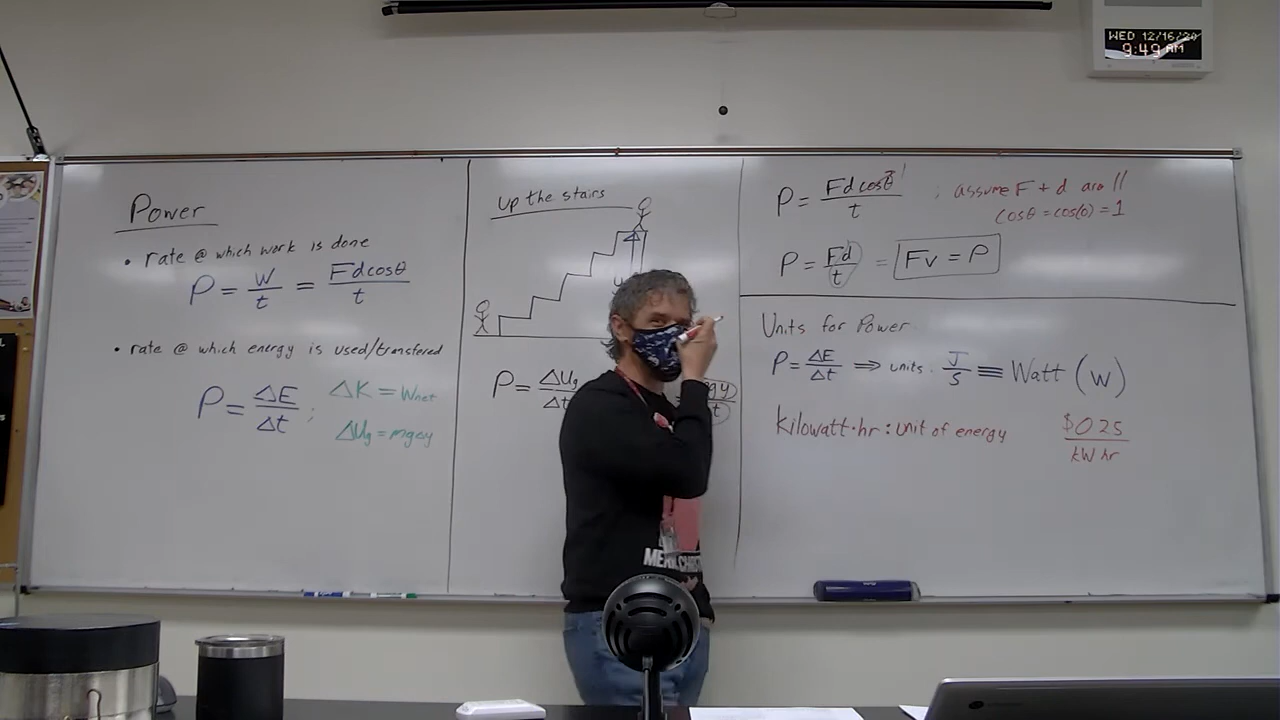 WED 12/16/20
9:49 AM
Power
• rate @ which work is done
P = W/t = Fdcosθ/t
• rate @ which energy is used/transfered
P = ΔE/Δt ; ΔK = Wnet
ΔUg = mgΔy
up the stairs
P = ΔUg/Δt
P = Fdcosθ/t ; assume F + d are //
cosθ = cos(0) = 1
P = Fd/t = Fv = P
Units for Power
P = ΔE/Δt ⟹ units: J/s ≡ Watt (W)
kilowatt·hr : unit of energy
$0.25/kW hr